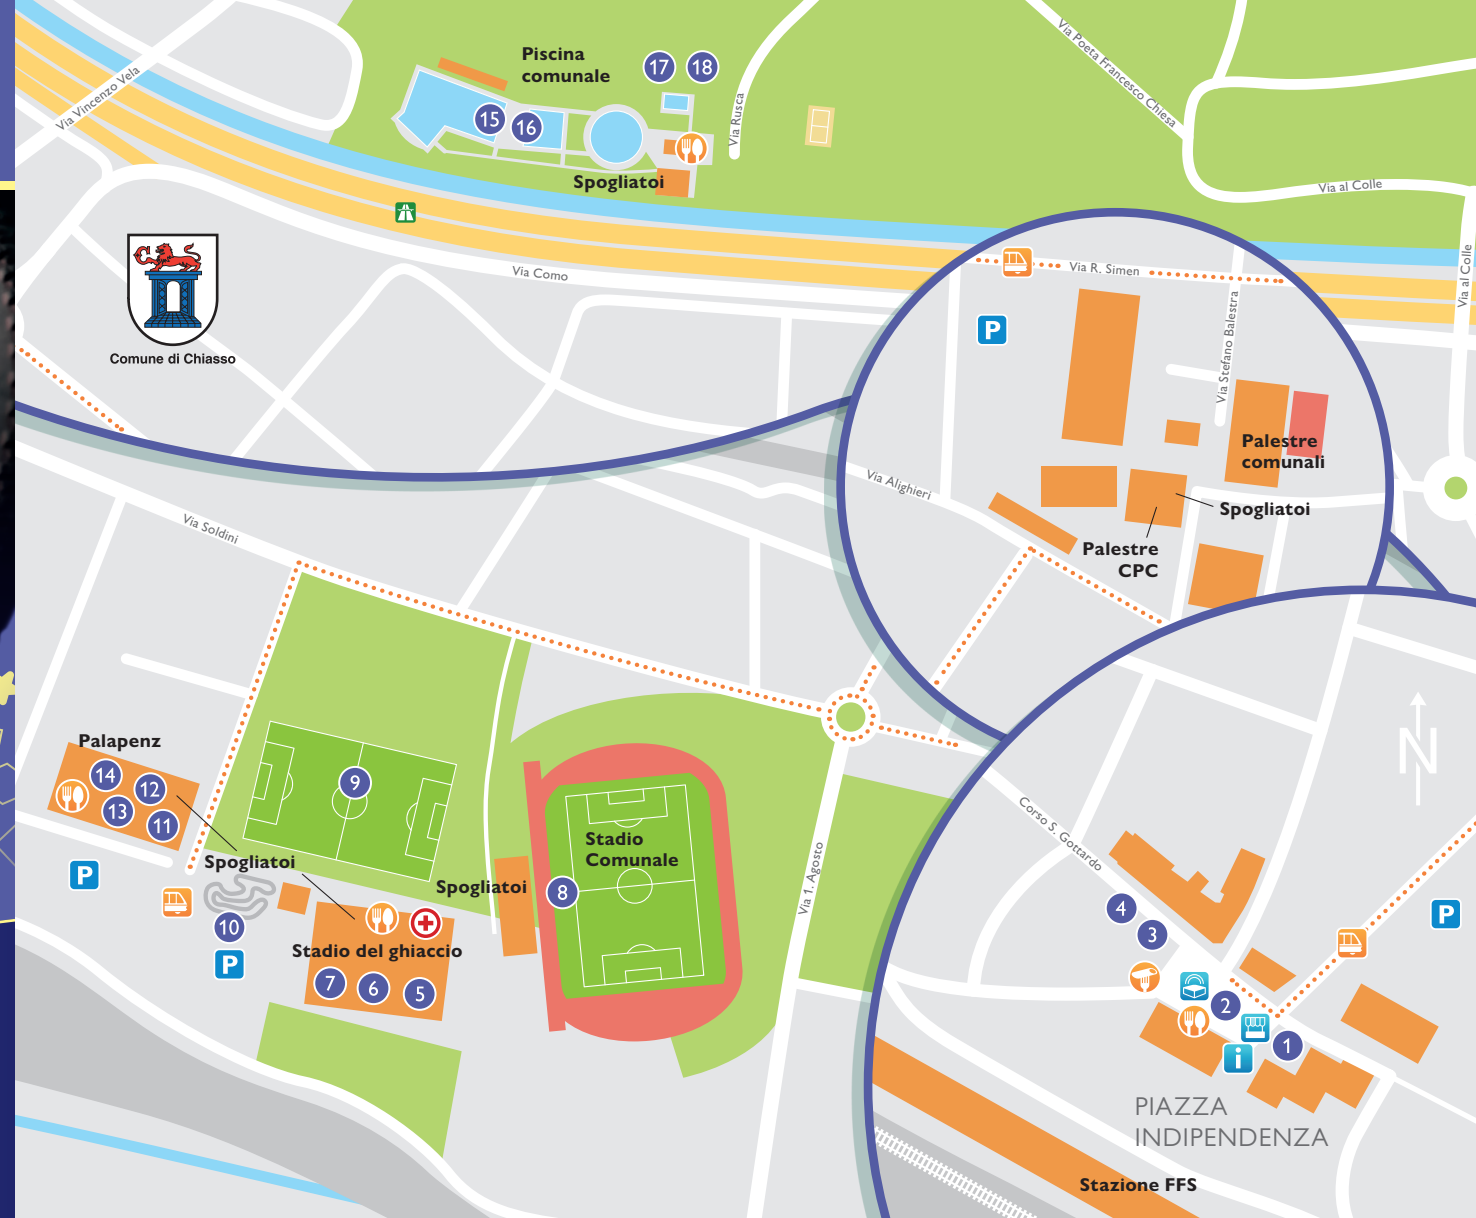 Piscina
comunale
17
18
Via Poeta Francesco Chiesa
Via Vincenzo Vela
15
16
Via Rusca
Spogliatoi
Via al Colle
Via al Colle
Via Como
Comune di Chiasso
Via R. Simen
P
Via Stefano Balestra
Palestre
comunali
Via Alighieri
Spogliatoi
Palestre
CPC
Via Soldini
Palapenz
14
12
13
11
9
Spogliatoi
P
10
P
Stadio del ghiaccio
7
6
5
Spogliatoi
8
Stadio
Comunale
Via 1. Agosto
N
Corso S. Gottardo
4
3
P
2
1
i
PIAZZA
INDIPENDENZA
Stazione FFS